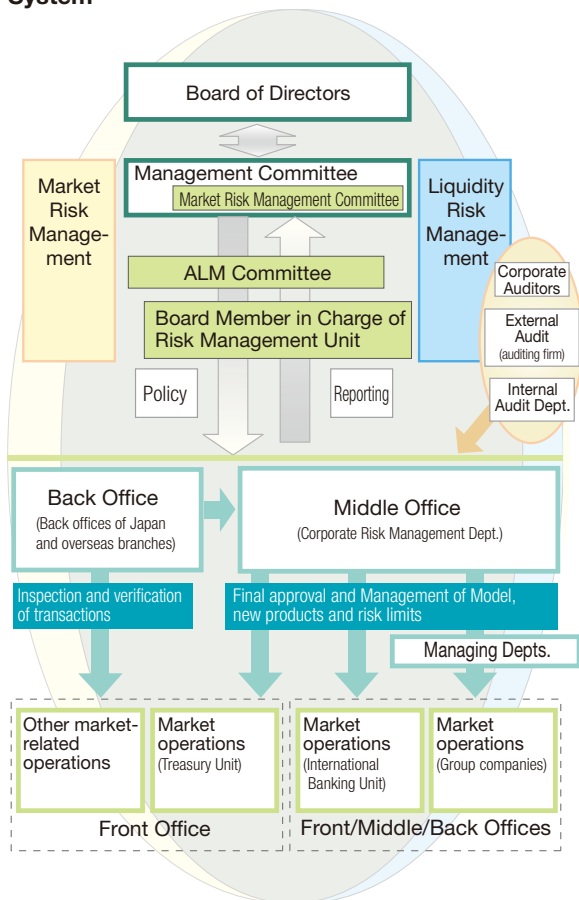 System
Board of Directors
Management Committee
Market Risk Management Committee
Market
Risk
Manage-
ment
Liquidity
Risk
Manage-
ment
ALM Committee
Board Member in Charge of
Risk Management Unit
Corporate
Auditors
External
Audit
(auditing firm)
Internal
Audit Dept.
Policy
Reporting
Back Office
(Back offices of Japan
and overseas branches)
Middle Office
(Corporate Risk Management Dept.)
Inspection and verification
of transactions
Final approval and Management of Model,
new products and risk limits
Managing Depts.
Other market-
related
operations
Market
operations
(Treasury Unit)
Market
operations
(International
Banking Unit)
Market
operations
(Group companies)
Front Office
Front/Middle/Back Offices